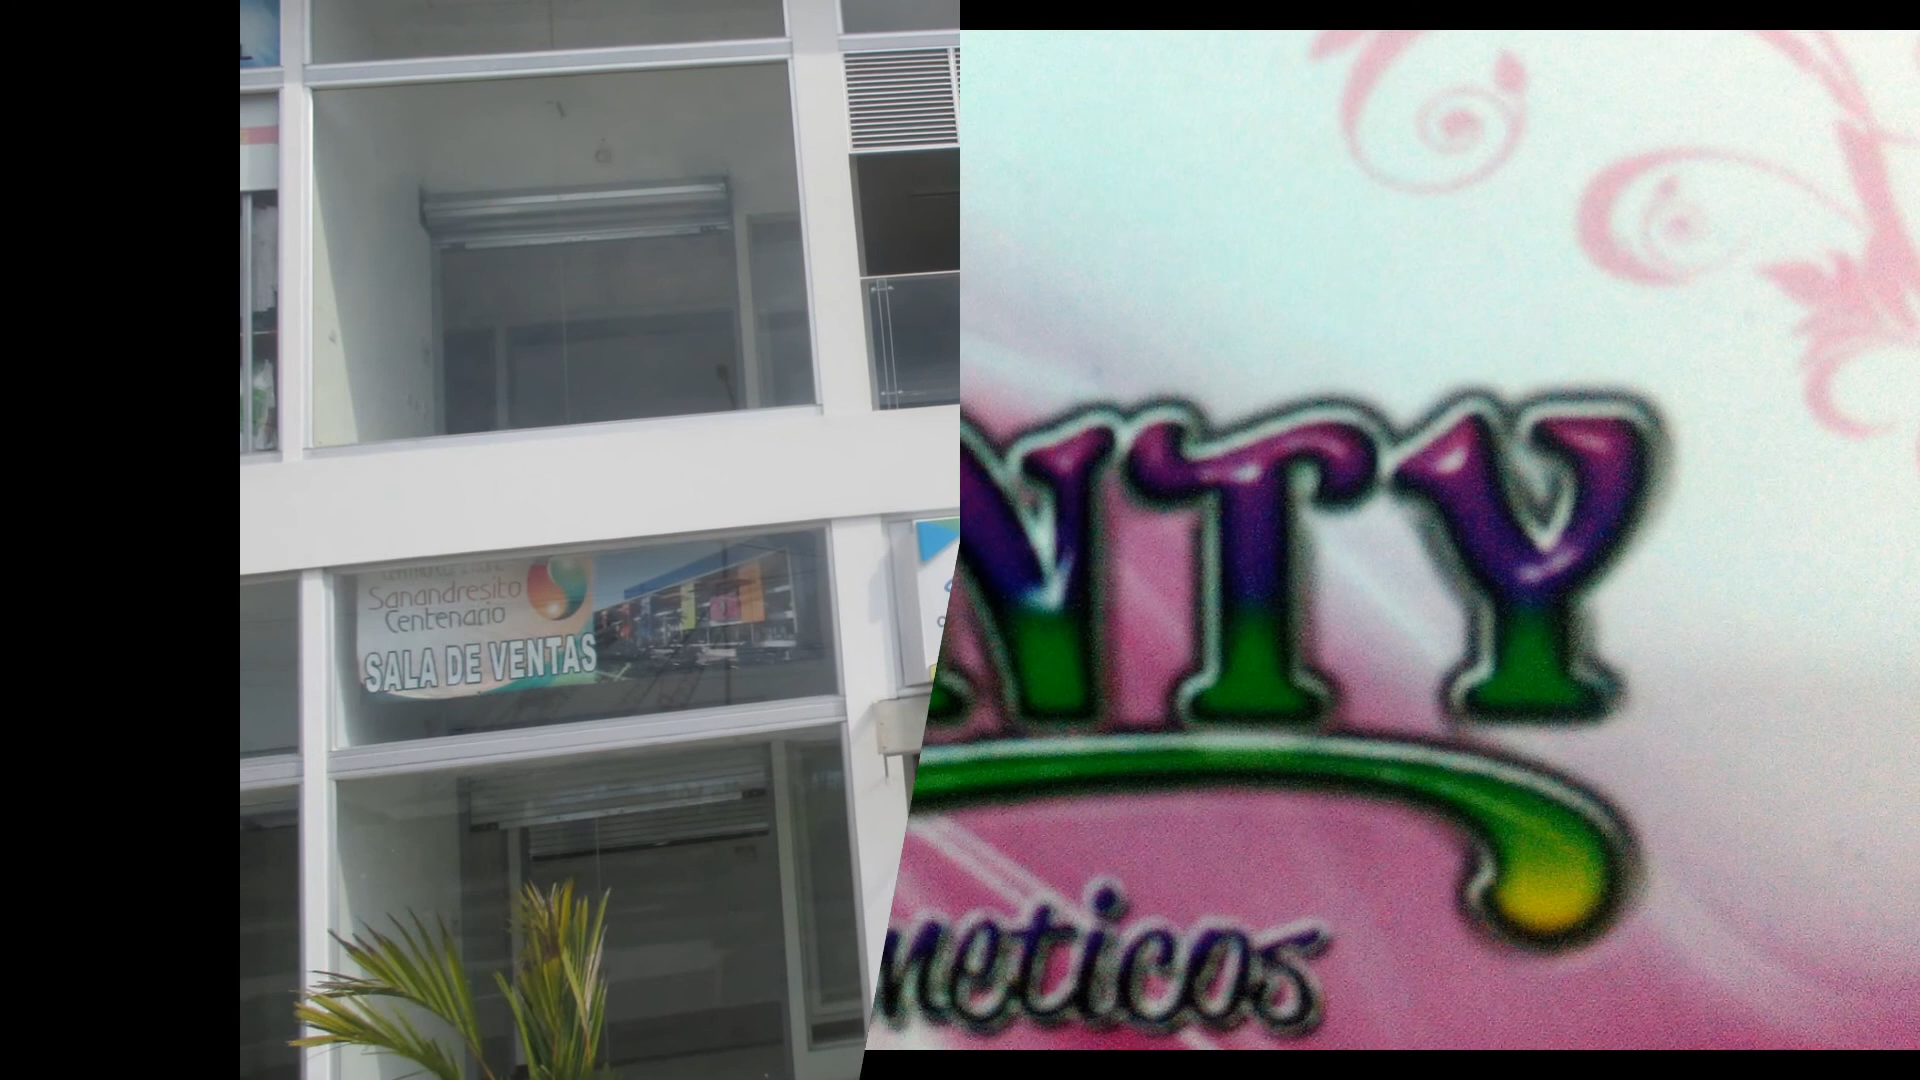 Sanandresito
Centenario
SALA DE VENTAS
NTY
meticos